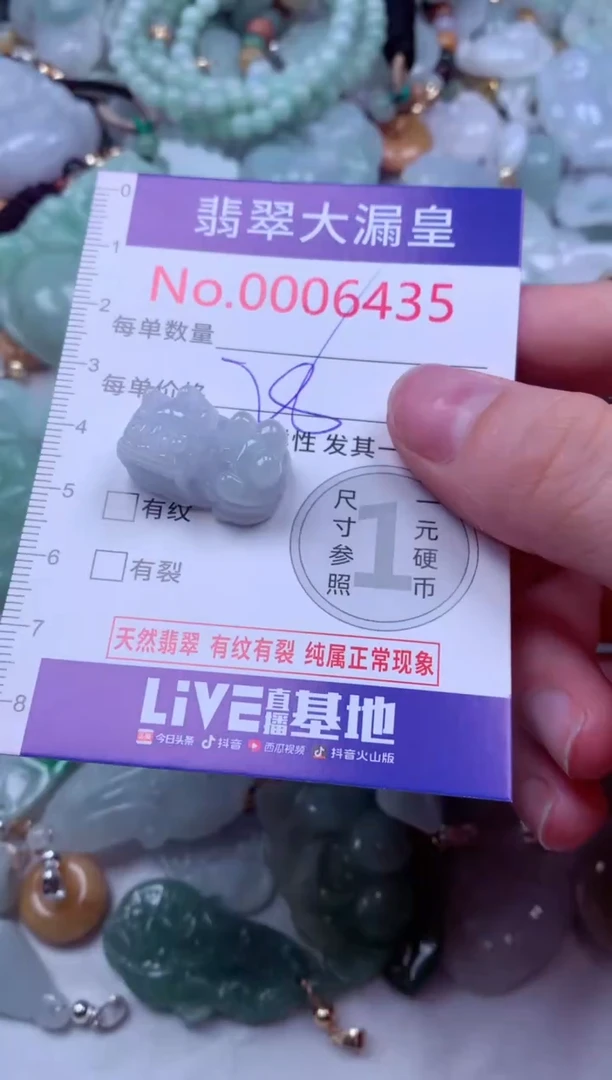 0
1
2
3
4
5
6
7
8
翡翠大漏皇
No.0006435
每单数量
每单价格
78
性 发其一
有纹
有裂
尺寸参照
1
一元硬币
天然翡翠 有纹有裂 纯属正常现象
LiVE直播基地
今日头条 抖音 西瓜视频 抖音火山版